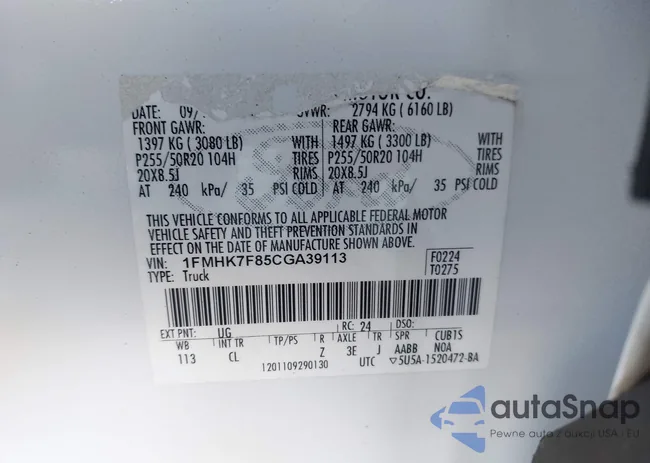 MOTOR CO.
DATE: 09/ GVWR: 2794 KG ( 6160 LB)
FRONT GAWR: REAR GAWR:
1397 KG ( 3080 LB) WITH 1497 KG ( 3300 LB) WITH
P255/50R20 104H TIRES P255/50R20 104H TIRES
20X8.5J RIMS 20X8.5J RIMS
AT 240 kPa/ 35 PSI COLD AT 240 kPa/ 35 PSI COLD
THIS VEHICLE CONFORMS TO ALL APPLICABLE FEDERAL MOTOR
VEHICLE SAFETY AND THEFT PREVENTION STANDARDS IN
EFFECT ON THE DATE OF MANUFACTURE SHOWN ABOVE.
VIN: 1FMHK7F85CGA39113 F0224
TYPE: Truck T0275
EXT PNT: UG RC: 24 DSO:
WB INT TR TP/PS R AXLE TR SPR CUBTS
113 CL Z 3E J AABB NOA
1201109290130 UTC ▽5U5A-1520472-BA
autaSnap
Pewne auta z aukcji USA - EU